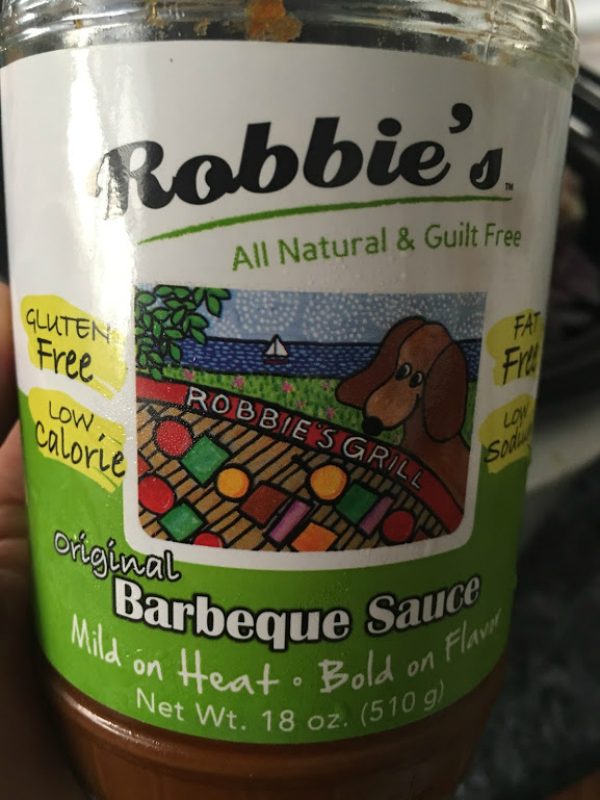 Robbie's™
All Natural & Guilt Free
GLUTEN
Free
LOW
Calorie
FAT
Free
LOW
ROBBIE'S GRILL
Original
Barbeque Sauce
Mild on Heat • Bold on Flavor
Net Wt. 18 oz. (510 g)